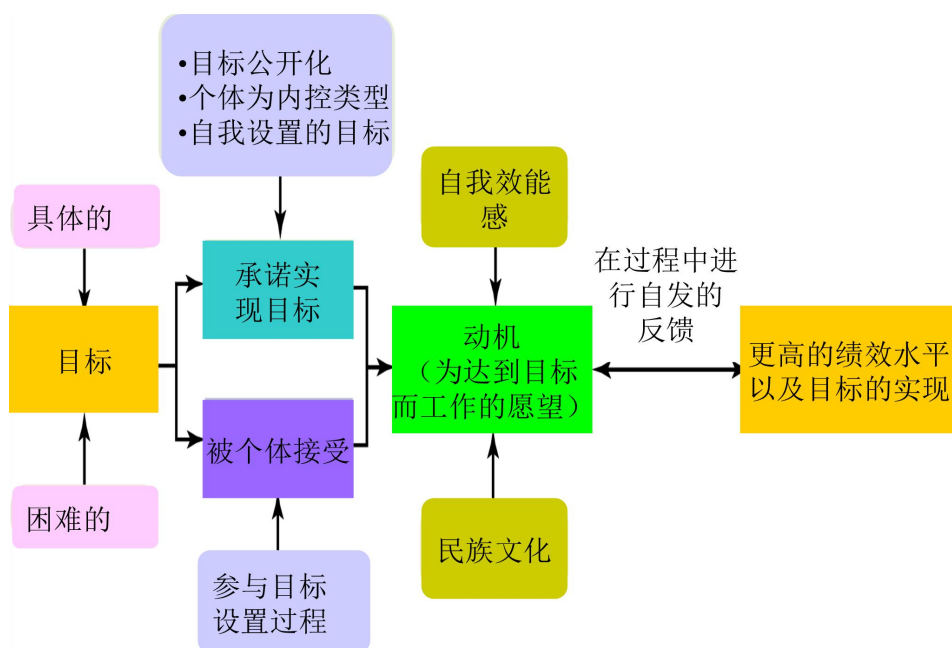 •目标公开化
•个体为内控类型
•自我设置的目标
具体的
承诺实
现目标
自我效能
感
目标
被个体接受
动机
（为达到目标
而工作的愿望）
在过程中进
行自发的
反馈
更高的绩效水平
以及目标的实现
困难的
参与目标
设置过程
民族文化